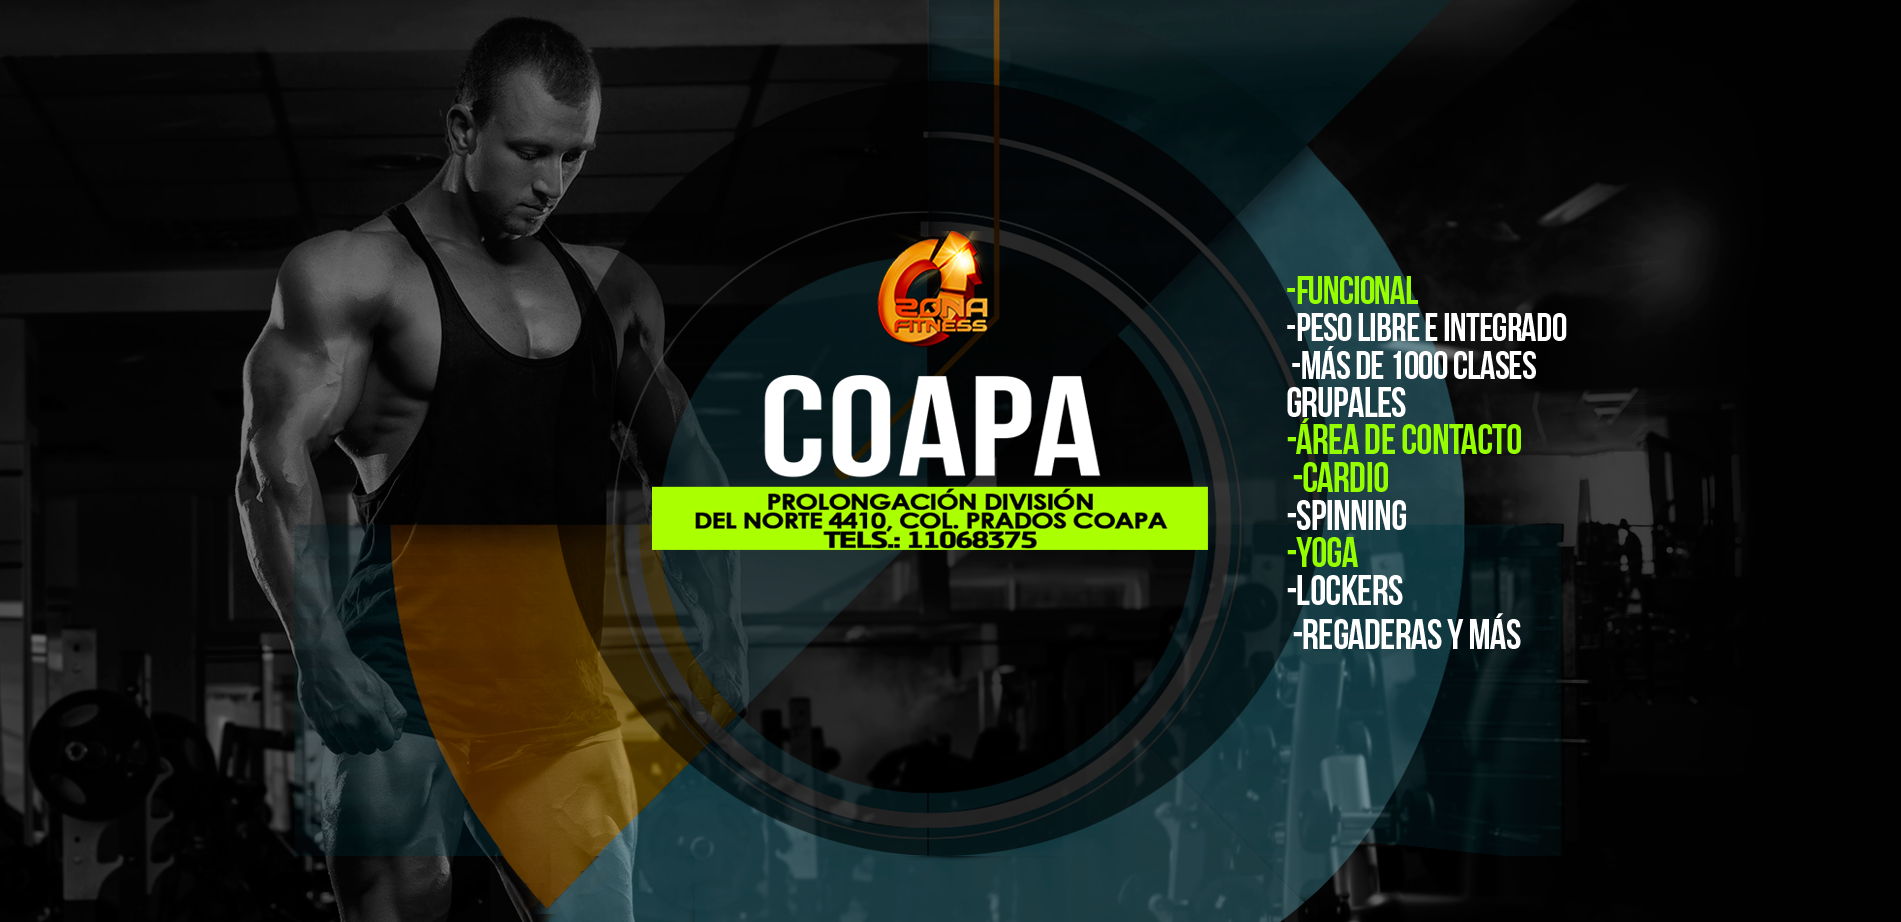 ZONA
FITNESS
COAPA
PROLONGACIÓN DIVISIÓN
DEL NORTE 4410, COL. PRADOS COAPA
TELS.: 11068375
-FUNCIONAL
-PESO LIBRE E INTEGRADO
-MÁS DE 1000 CLASES
GRUPALES
-ÁREA DE CONTACTO
-CARDIO
-SPINNING
-YOGA
-LOCKERS
-REGADERAS Y MÁS